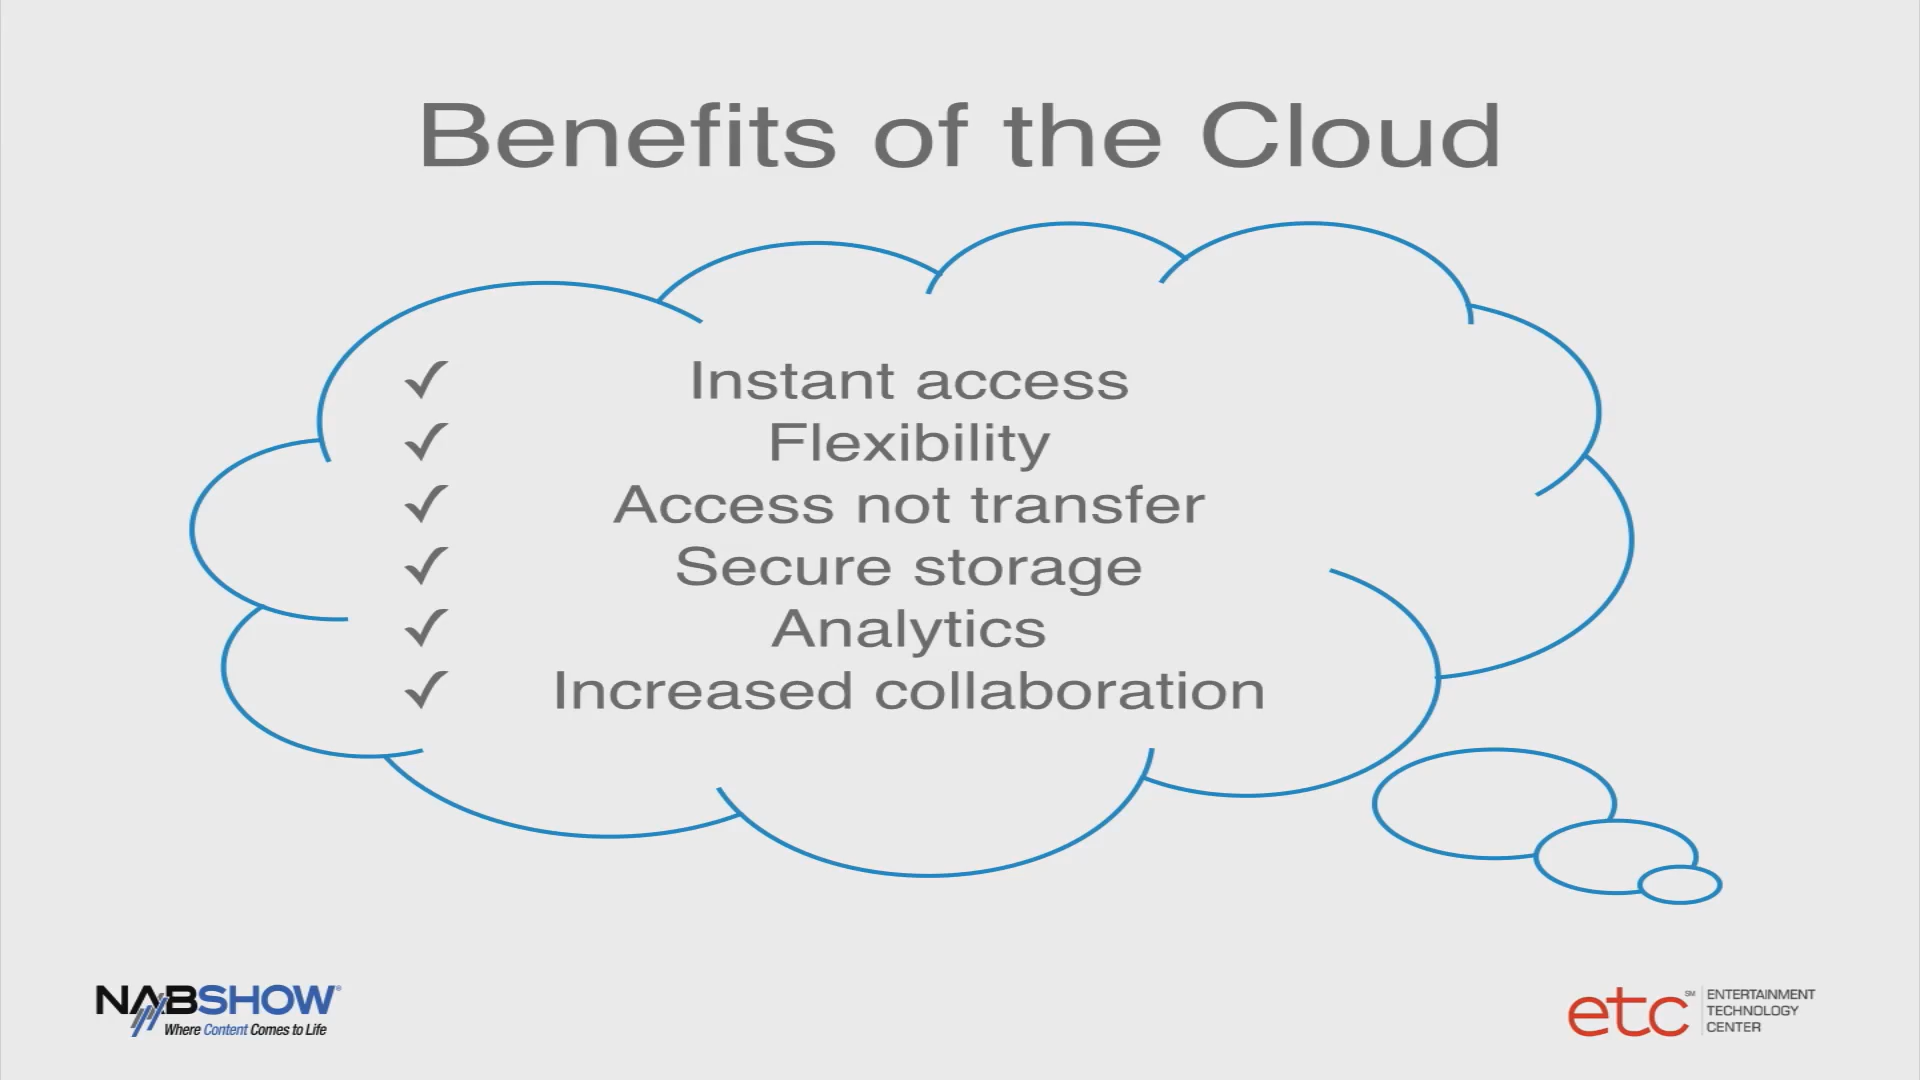 Benefits of the Cloud
✓ Instant access
✓ Flexibility
✓ Access not transfer
✓ Secure storage
✓ Analytics
✓ Increased collaboration
NABSHOW®
Where Content Comes to Life
etc℠
ENTERTAINMENT
TECHNOLOGY
CENTER